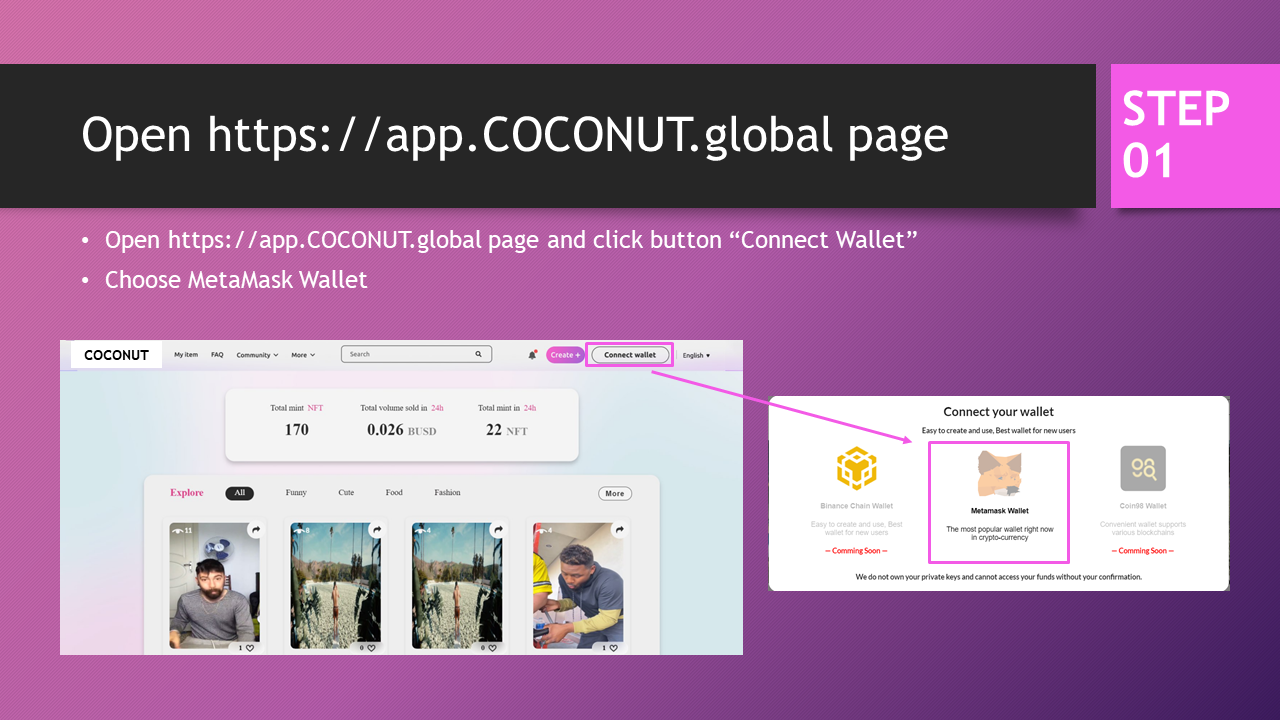 Open https://app.COCONUT.global page
STEP
01
• Open https://app.COCONUT.global page and click button “Connect Wallet”
• Choose MetaMask Wallet
COCONUT My item FAQ Community More Search Create + Connect wallet English
Total mint NFT Total volume sold in 24h Total mint in 24h
170 0.026 BUSD 22 NFT
Explore All Funny Cute Food Fashion More
11 8 4 4
1 0 0 1
Connect your wallet
Easy to create and use, Best wallet for new users
Binance Chain Wallet
Easy to create and use, Best
wallet for new users
— Comming Soon —
Metamask Wallet
The most popular wallet right now
in crypto-currency
98
Coin98 Wallet
Convenient wallet supports
various blockchains
— Comming Soon —
We do not own your private keys and cannot access your funds without your confirmation.